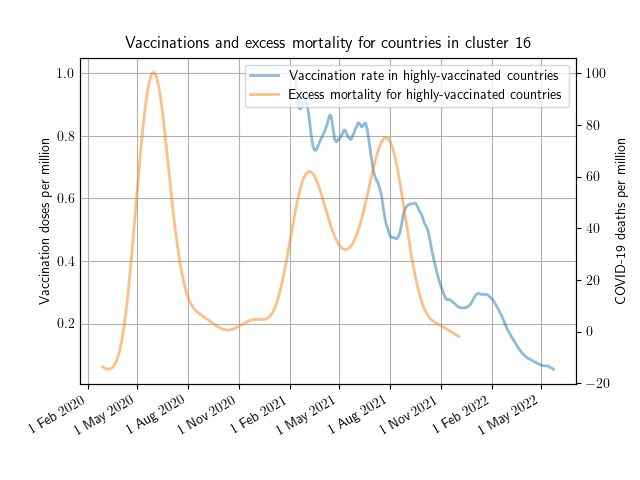 Vaccinations and excess mortality for countries in cluster 16
Vaccination rate in highly-vaccinated countries
Excess mortality for highly-vaccinated countries
Vaccination doses per million
1.0
0.8
0.6
0.4
0.2
COVID-19 deaths per million
100
80
60
40
20
0
−20
1 Feb 2020
1 May 2020
1 Aug 2020
1 Nov 2020
1 Feb 2021
1 May 2021
1 Aug 2021
1 Nov 2021
1 Feb 2022
1 May 2022